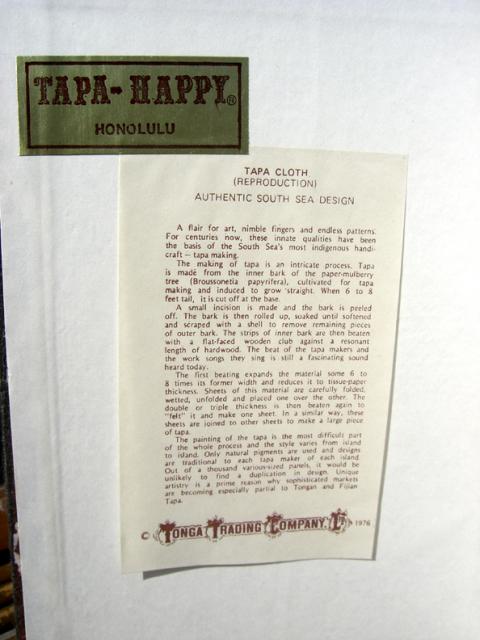 TAPA-HAPPY®
HONOLULU
TAPA CLOTH
(REPRODUCTION)
AUTHENTIC SOUTH SEA DESIGN
A flair for art, nimble fingers and endless patterns.
For centuries now, these innate qualities have been
the basis of the South Sea's most indigenous handi-
craft — tapa making.
The making of tapa is an intricate process. Tapa
is made from the inner bark of the paper-mulberry
tree (Broussonetia papyrifera), cultivated for tapa
making and induced to grow straight. When 6 to 8
feet tall, it is cut off at the base.
A small incision is made and the bark is peeled
off. The bark is then rolled up, soaked until softened
and scraped with a shell to remove remaining pieces
of outer bark. The strips of inner bark are then beaten
with a flat-faced wooden club against a resonant
length of hardwood. The beat of the tapa makers and
the work songs they sing is still a fascinating sound
heard today.
The first beating expands the material some 6 to
8 times its former width and reduces it to tissue-paper
thickness. Sheets of this material are carefully folded,
wetted, unfolded and placed one over the other. The
double or triple thickness is then beaten again to
"felt" it and make one sheet. In a similar way, these
sheets are joined to other sheets to make a large piece
of tapa.
The painting of the tapa is the most difficult part
of the whole process and the style varies from island
to island. Only natural pigments are used and designs
are traditional to each tapa maker of each island.
Out of a thousand various-sized panels, it would be
unlikely to find a duplication in design. Unique
artistry is a prime reason why sophisticated markets
are becoming especially partial to Tongan and Fijian
Tapa.
© TONGA TRADING COMPANY, LTD 1976